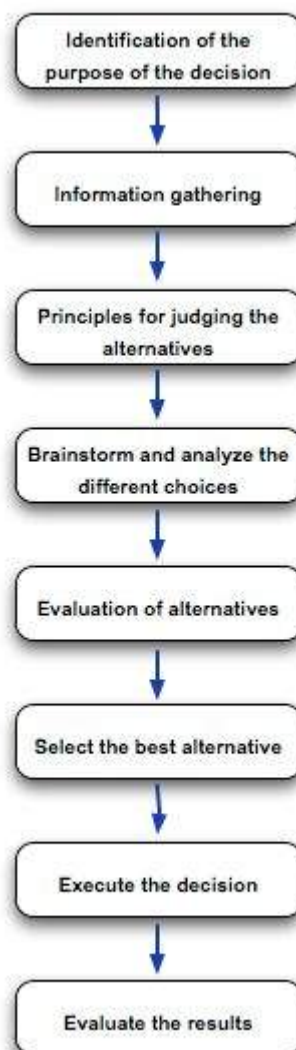 Identification of the
purpose of the decision
Information gathering
Principles for judging the
alternatives
Brainstorm and analyze the
different choices
Evaluation of alternatives
Select the best alternative
Execute the decision
Evaluate the results